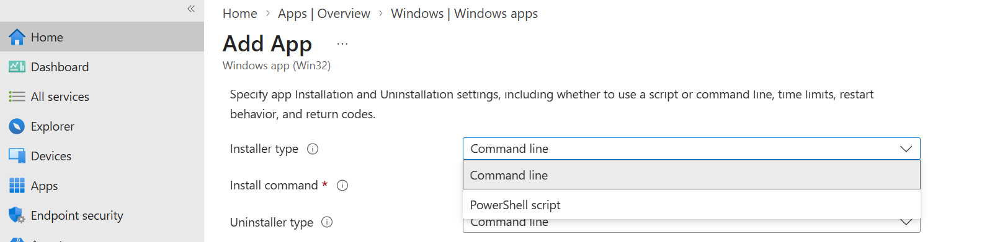 «
Home > Apps | Overview > Windows | Windows apps
Home
Dashboard
All services
Explorer
Devices
Apps
Endpoint security
Add App ...
Windows app (Win32)
Specify app Installation and Uninstallation settings, including whether to use a script or command line, time limits, restart
behavior, and return codes.
Installer type
Command line
Command line
PowerShell script
Install command *
Uninstaller type
Command line